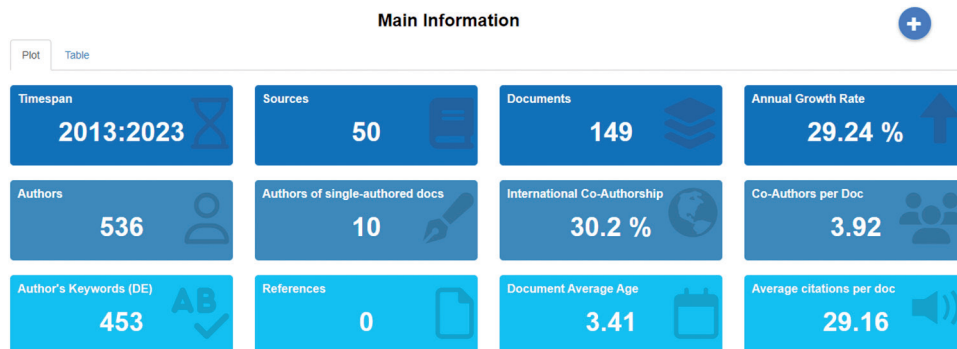 Main Information
Plot Table
Timespan
2013:2023
Sources
50
Documents
149
Annual Growth Rate
29.24 %
Authors
536
Authors of single-authored docs
10
International Co-Authorship
30.2 %
Co-Authors per Doc
3.92
Author's Keywords (DE)
453
AB
References
0
Document Average Age
3.41
Average citations per doc
29.16